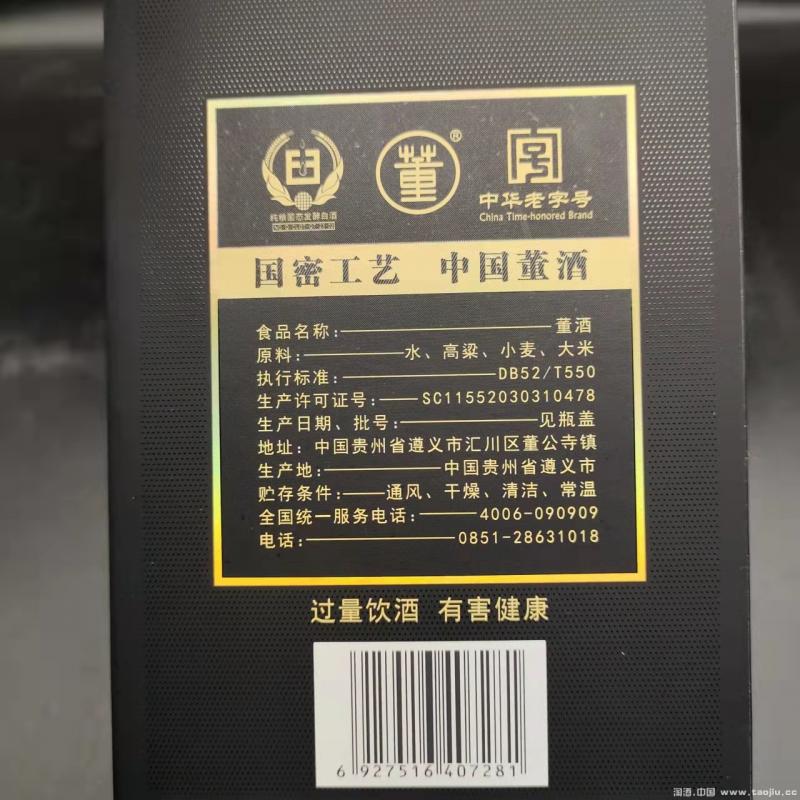 董®
号
纯粮固态发酵白酒
中华老字号
China Time-honored Brand
国密工艺 中国董酒
食品名称:董酒
原料:水、高粱、小麦、大米
执行标准:DB52/T550
生产许可证号:SC11552030310478
生产日期、批号:见瓶盖
地址:中国贵州省遵义市汇川区董公寺镇
生产地:中国贵州省遵义市
贮存条件:通风、干燥、清洁、常温
全国统一服务电话:4006-090909
电话:0851-28631018
过量饮酒 有害健康
6 927516 407281
淘酒.中国 www.taojiu.cc